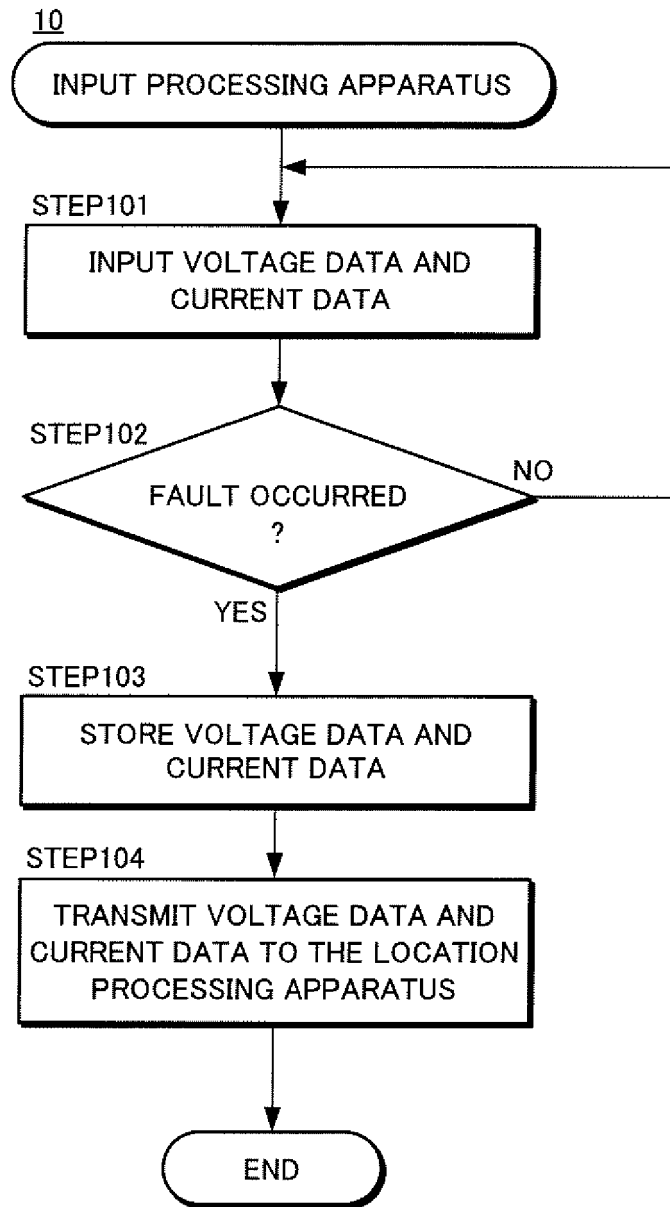 10
INPUT PROCESSING APPARATUS
STEP101
INPUT VOLTAGE DATA AND
CURRENT DATA
STEP102
FAULT OCCURRED
?
NO
YES
STEP103
STORE VOLTAGE DATA AND
CURRENT DATA
STEP104
TRANSMIT VOLTAGE DATA AND
CURRENT DATA TO THE LOCATION
PROCESSING APPARATUS
END